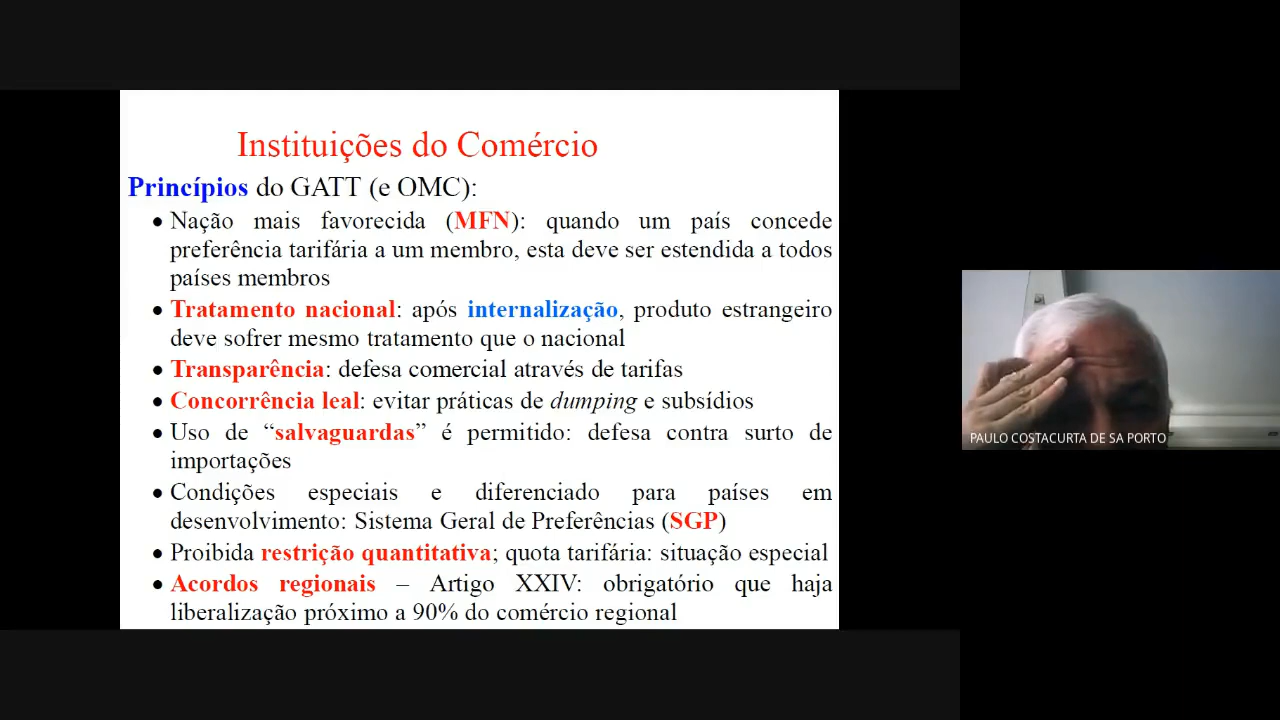 Instituições do Comércio
Princípios do GATT (e OMC):
• Nação mais favorecida (MFN): quando um país concede
preferência tarifária a um membro, esta deve ser estendida a todos
países membros
• Tratamento nacional: após internalização, produto estrangeiro
deve sofrer mesmo tratamento que o nacional
• Transparência: defesa comercial através de tarifas
• Concorrência leal: evitar práticas de dumping e subsídios
• Uso de “salvaguardas” é permitido: defesa contra surto de
importações
• Condições especiais e diferenciado para países em
desenvolvimento: Sistema Geral de Preferências (SGP)
• Proibida restrição quantitativa; quota tarifária: situação especial
• Acordos regionais – Artigo XXIV: obrigatório que haja
liberalização próximo a 90% do comércio regional
PAULO COSTACURTA DE SA PORTO